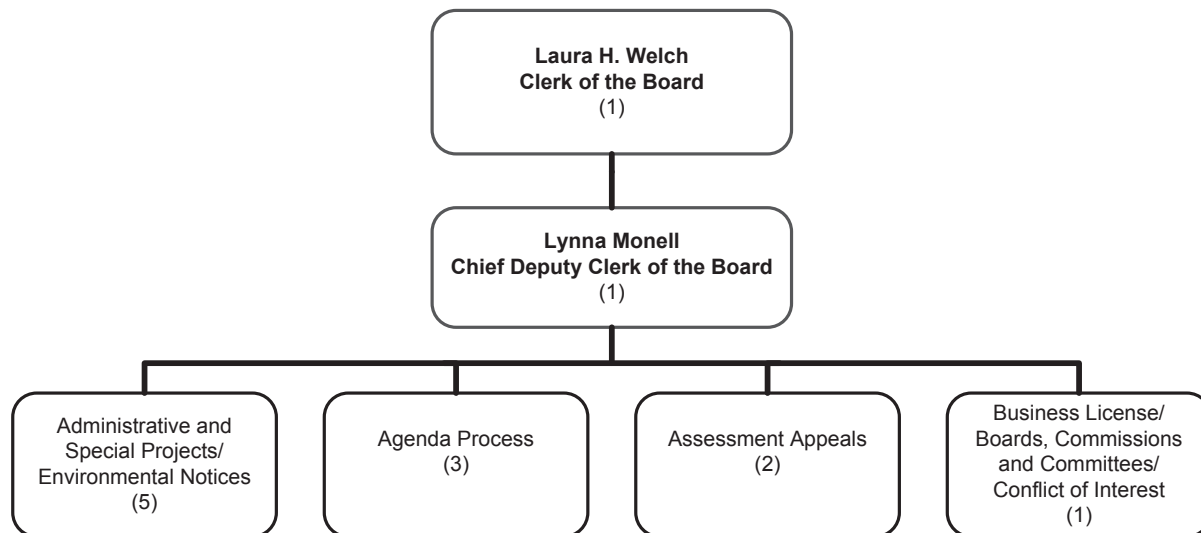 Laura H. Welch
Clerk of the Board
(1)
Lynna Monell
Chief Deputy Clerk of the Board
(1)
Administrative and
Special Projects/
Environmental Notices
(5)
Agenda Process
(3)
Assessment Appeals
(2)
Business License/
Boards, Commissions
and Committees/
Conflict of Interest
(1)